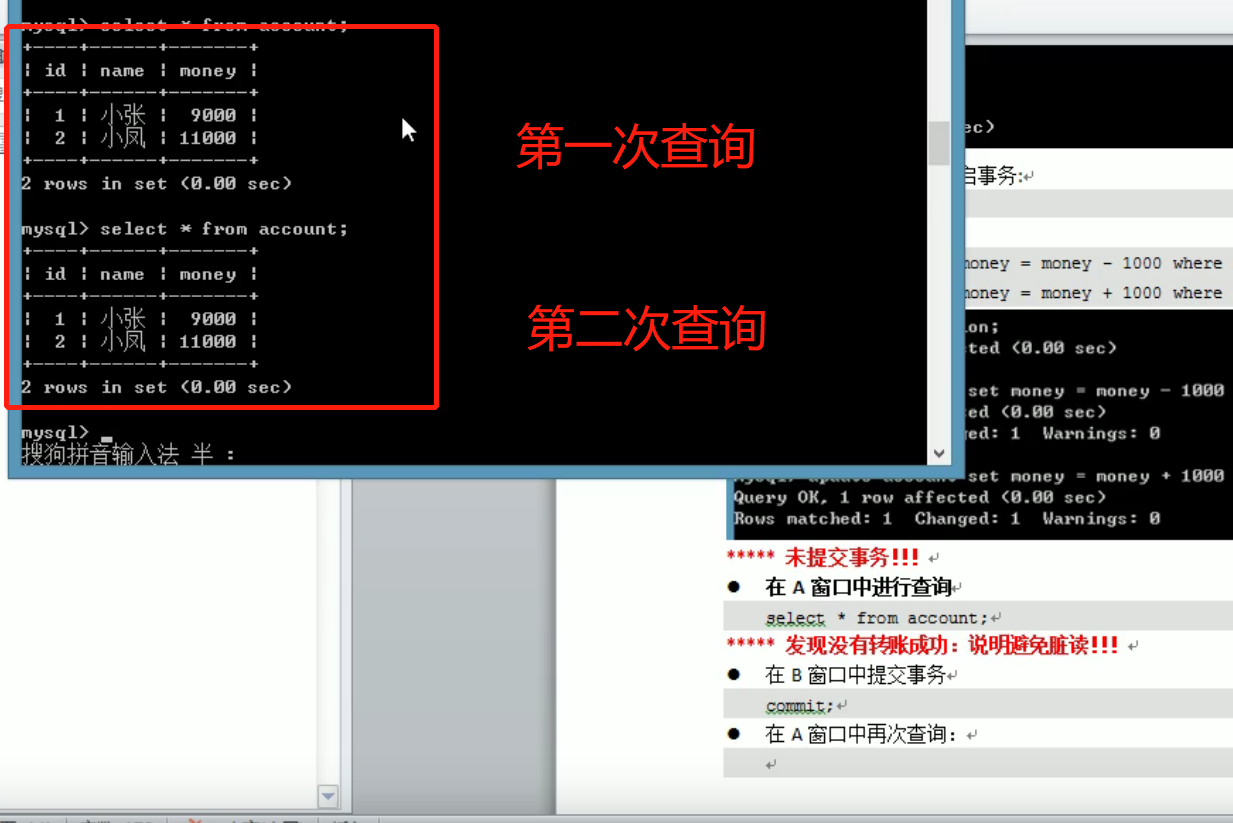 mysql> select * from account;
+----+------+-------+
| id | name | money |
+----+------+-------+
| 1 | 小张 | 9000 |
| 2 | 小凤 | 11000 |
+----+------+-------+
2 rows in set (0.00 sec)
第一次查询
mysql> select * from account;
+----+------+-------+
| id | name | money |
+----+------+-------+
| 1 | 小张 | 9000 |
| 2 | 小凤 | 11000 |
+----+------+-------+
2 rows in set (0.00 sec)
第二次查询
mysql>
搜狗拼音输入法 半 :
ec)
启事务:
money = money - 1000 where
money = money + 1000 where
on;
ted (0.00 sec)
set money = money - 1000
ed (0.00 sec)
ed: 1 Warnings: 0
set money = money + 1000
Query OK, 1 row affected (0.00 sec)
Rows matched: 1 Changed: 1 Warnings: 0
***** 未提交事务!!!
● 在 A 窗口中进行查询
select * from account;
***** 发现没有转账成功：说明避免脏读!!!
● 在 B 窗口中提交事务
commit;
● 在 A 窗口中再次查询：